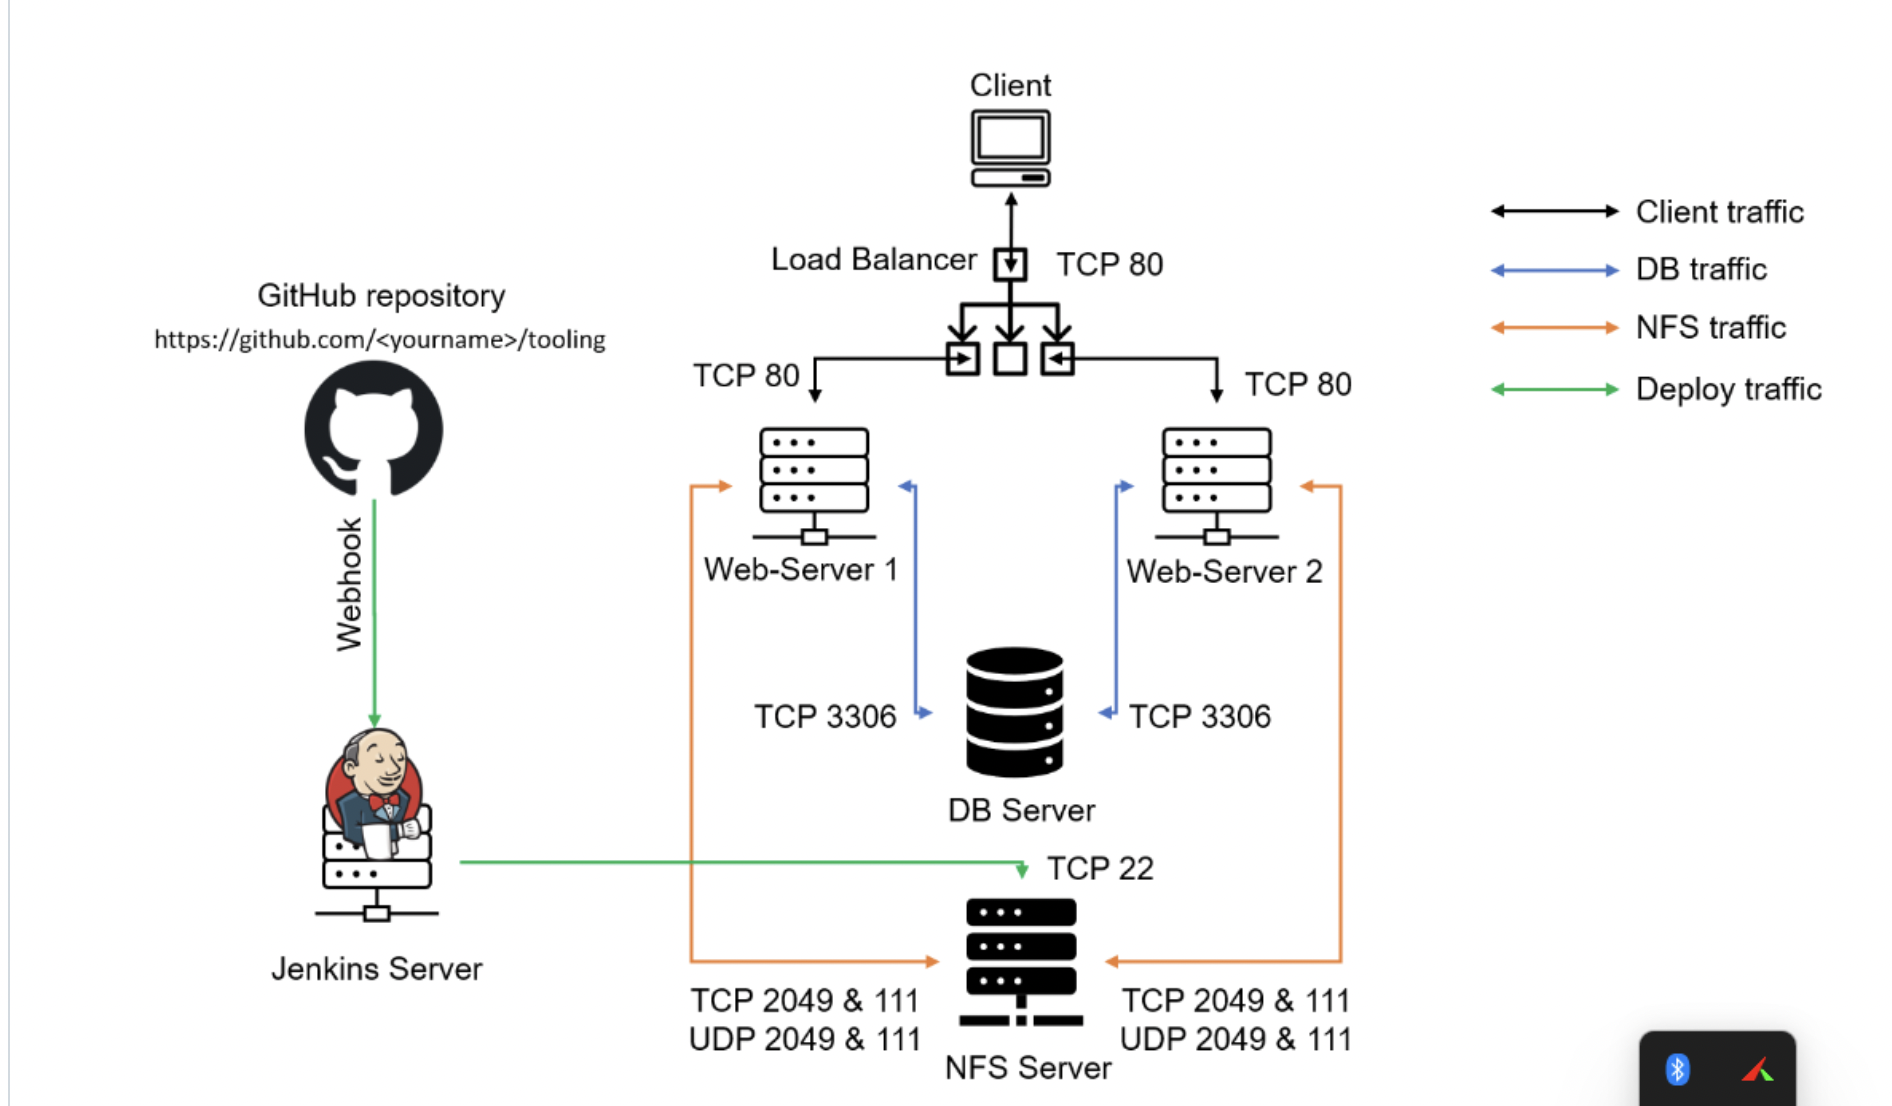 Client
Load Balancer
TCP 80
GitHub repository
https://github.com/<yourname>/tooling
TCP 80
TCP 80
Client traffic
DB traffic
NFS traffic
Deploy traffic
Webhook
Web-Server 1
Web-Server 2
TCP 3306
TCP 3306
DB Server
TCP 22
Jenkins Server
TCP 2049 & 111
UDP 2049 & 111
TCP 2049 & 111
UDP 2049 & 111
NFS Server